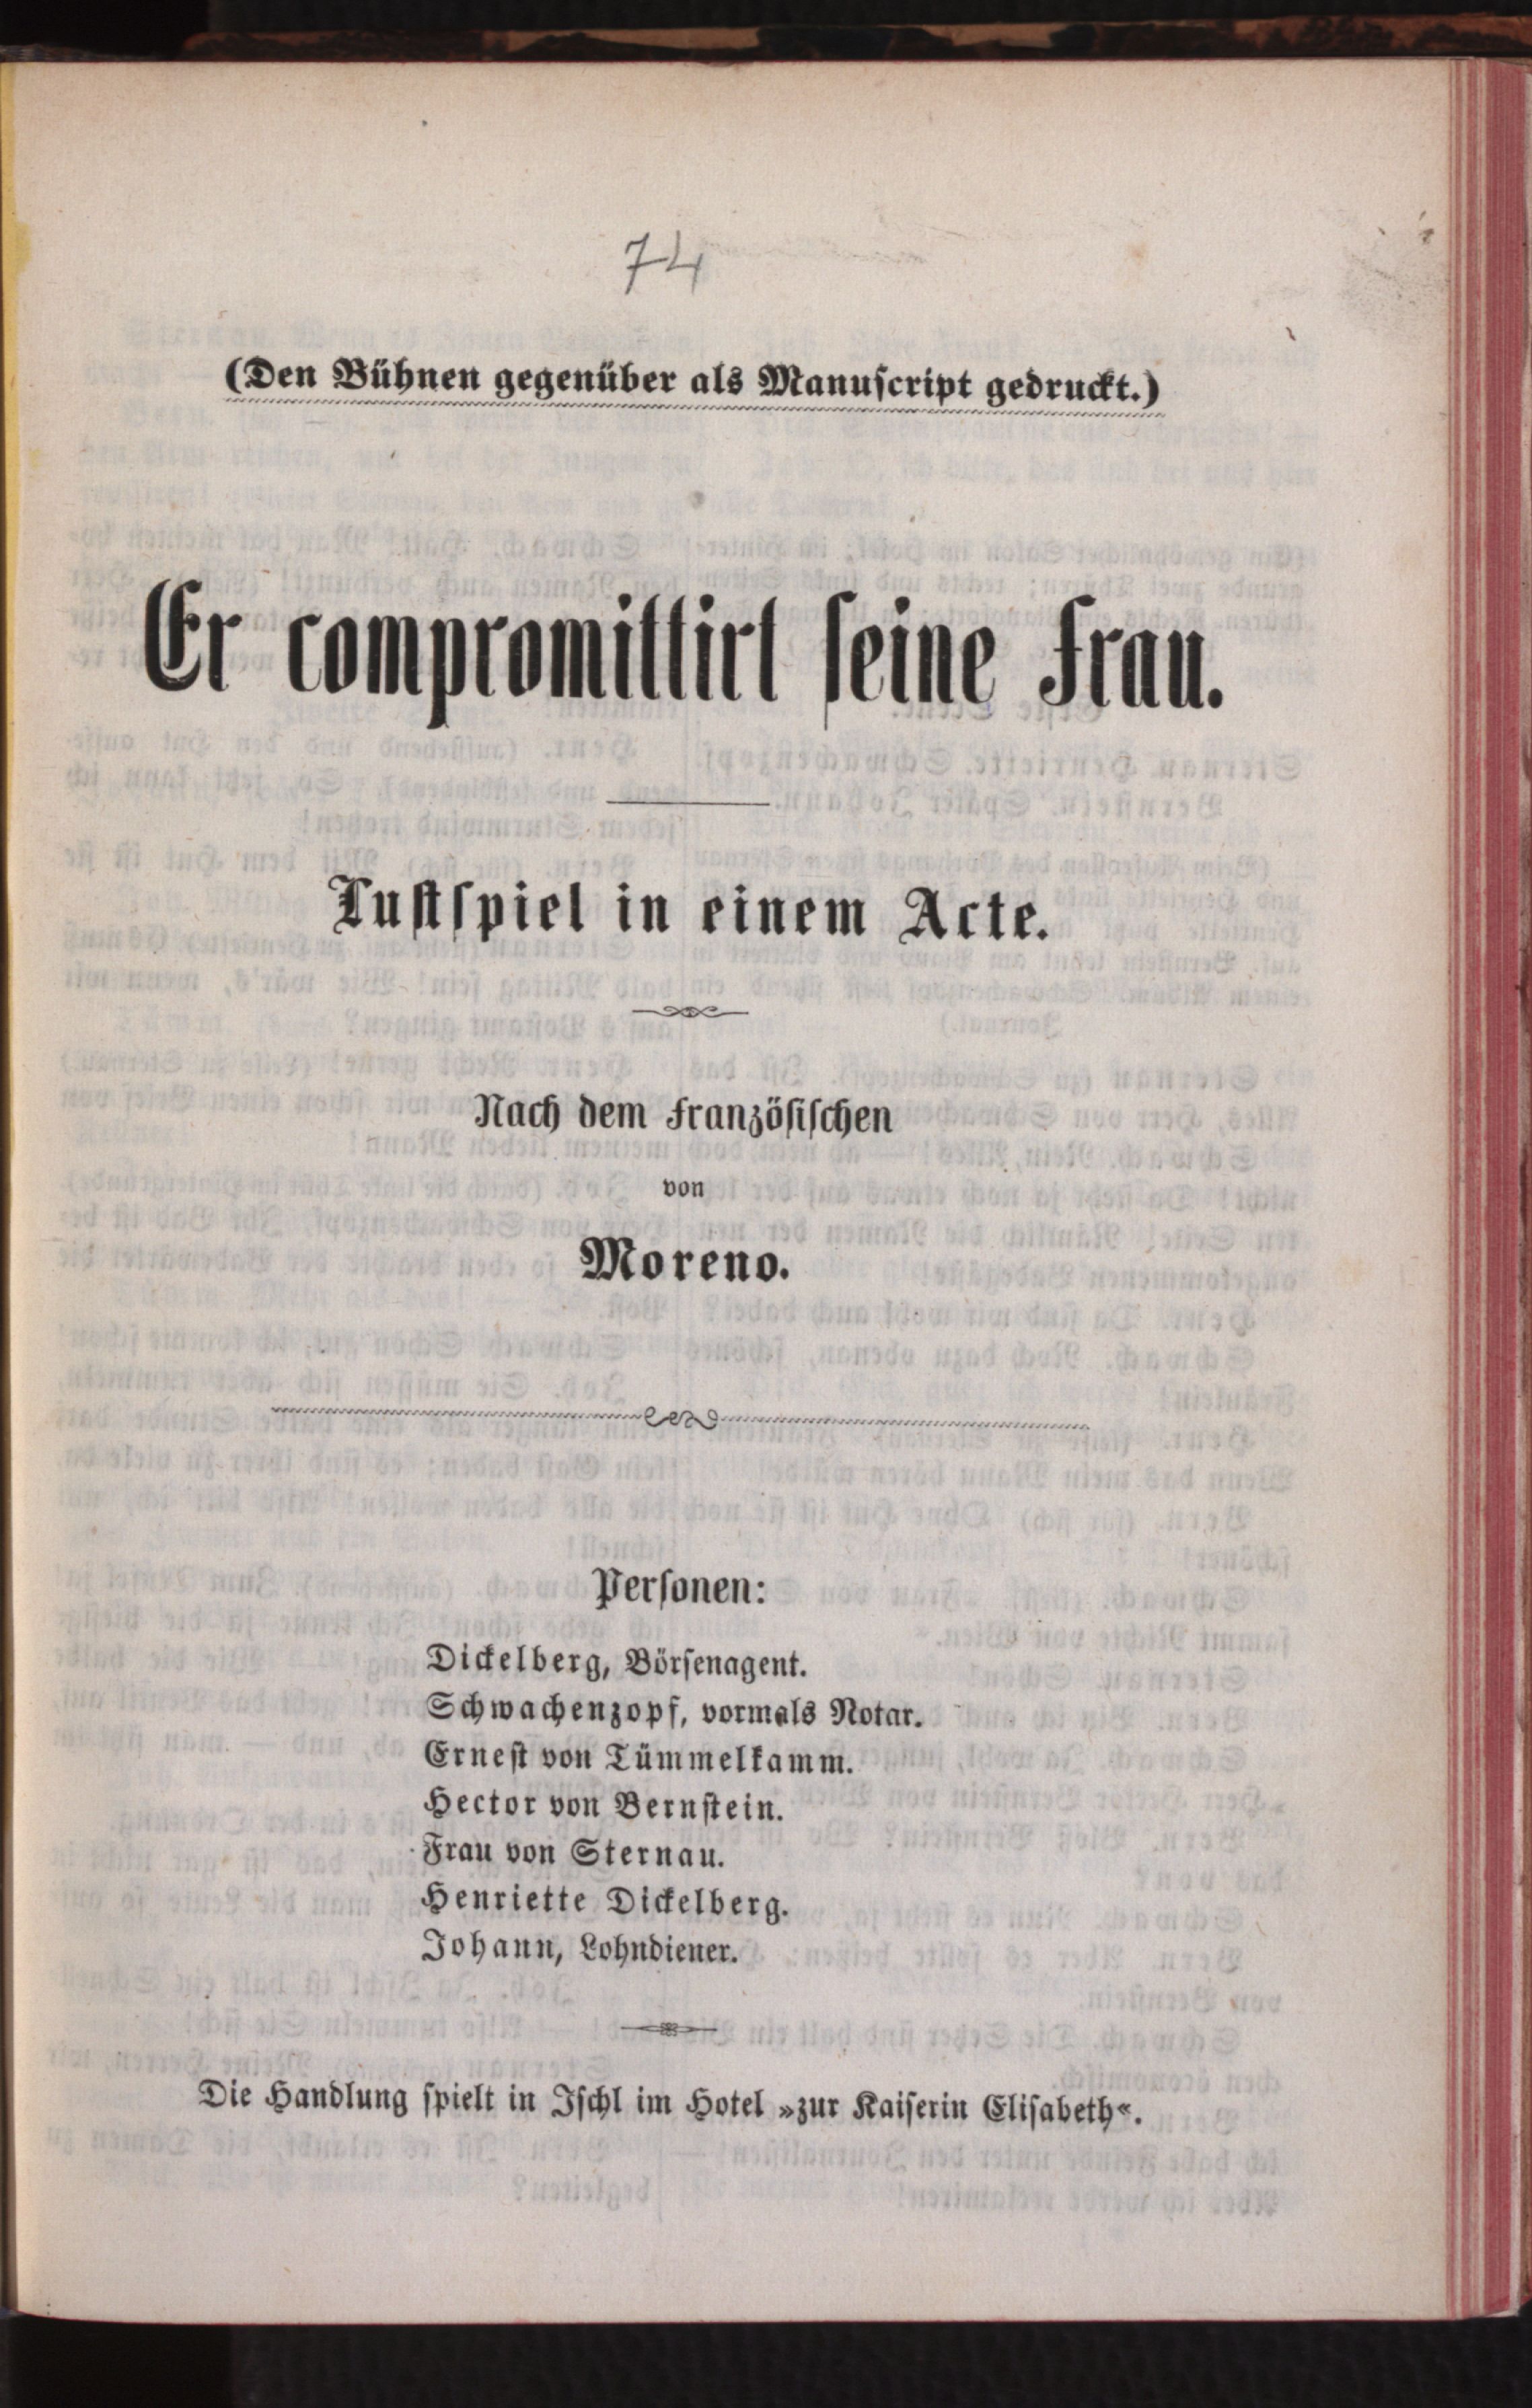 74
(Den Bühnen gegenüber als Manuſcript gedruckt.)
Er compromittirt ſeine Frau.
Luſtſpiel in einem Acte.
Nach dem Franzöſiſchen
von
Moreno.
Perſonen:
Dickelberg, Börſenagent.
Schwachenzopf, vormals Notar.
Erneſt von Tümmelkamm.
Hector von Bernſtein.
Frau von Sternau.
Henriette Dickelberg.
Johann, Lohndiener.
Die Handlung ſpielt in Iſchl im Hotel »zur Kaiſerin Eliſabeth«.